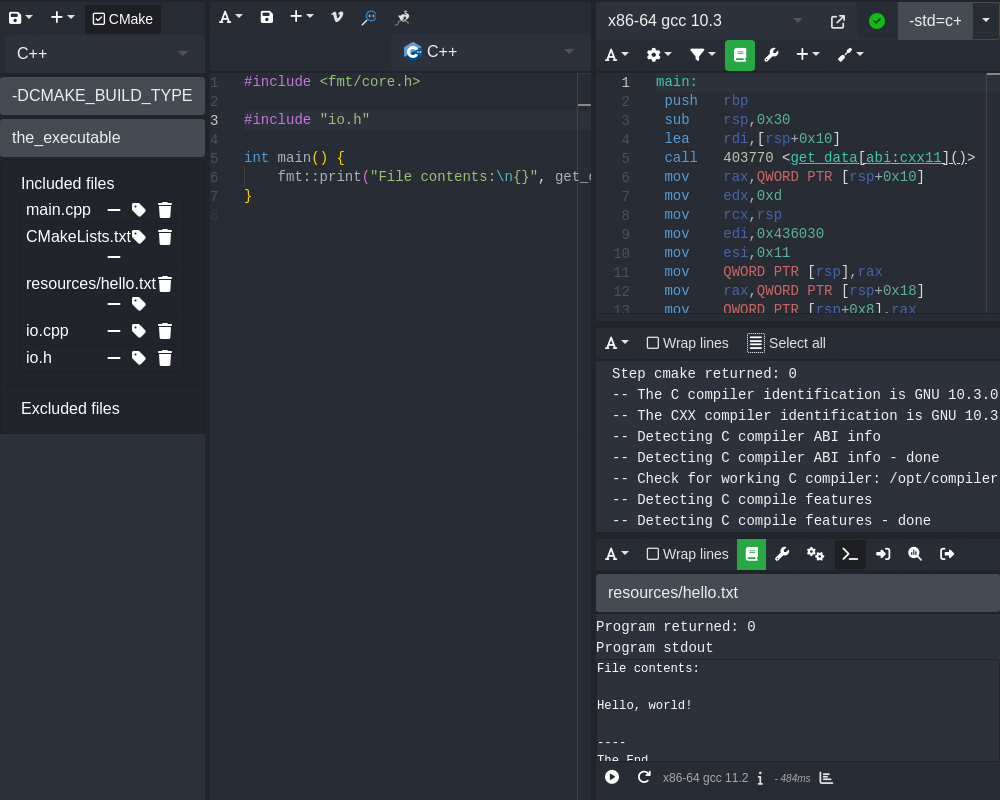 CMake
C++
-DCMAKE_BUILD_TYPE
the_executable
Included files
main.cpp
CMakeLists.txt
resources/hello.txt
io.cpp
io.h
Excluded files
A
C++
1 #include <fmt/core.h>
2
3 #include "io.h"
4
5 int main() {
6 fmt::print("File contents:\n{}", get_
7 }
8
x86-64 gcc 10.3
-std=c+
A
1 main:
2 push rbp
3 sub rsp,0x30
4 lea rdi,[rsp+0x10]
5 call 403770 <get_data[abi:cxx11]()>
6 mov rax,QWORD PTR [rsp+0x10]
7 mov edx,0xd
8 mov rcx,rsp
9 mov edi,0x436030
10 mov esi,0x11
11 mov QWORD PTR [rsp],rax
12 mov rax,QWORD PTR [rsp+0x18]
13 mov QWORD PTR [rsp+0x8],rax
A Wrap lines Select all
Step cmake returned: 0
-- The C compiler identification is GNU 10.3.0
-- The CXX compiler identification is GNU 10.3
-- Detecting C compiler ABI info
-- Detecting C compiler ABI info - done
-- Check for working C compiler: /opt/compiler
-- Detecting C compile features
-- Detecting C compile features - done
A Wrap lines
resources/hello.txt
Program returned: 0
Program stdout
File contents:
Hello, world!
----
The End
x86-64 gcc 11.2 i - 484ms